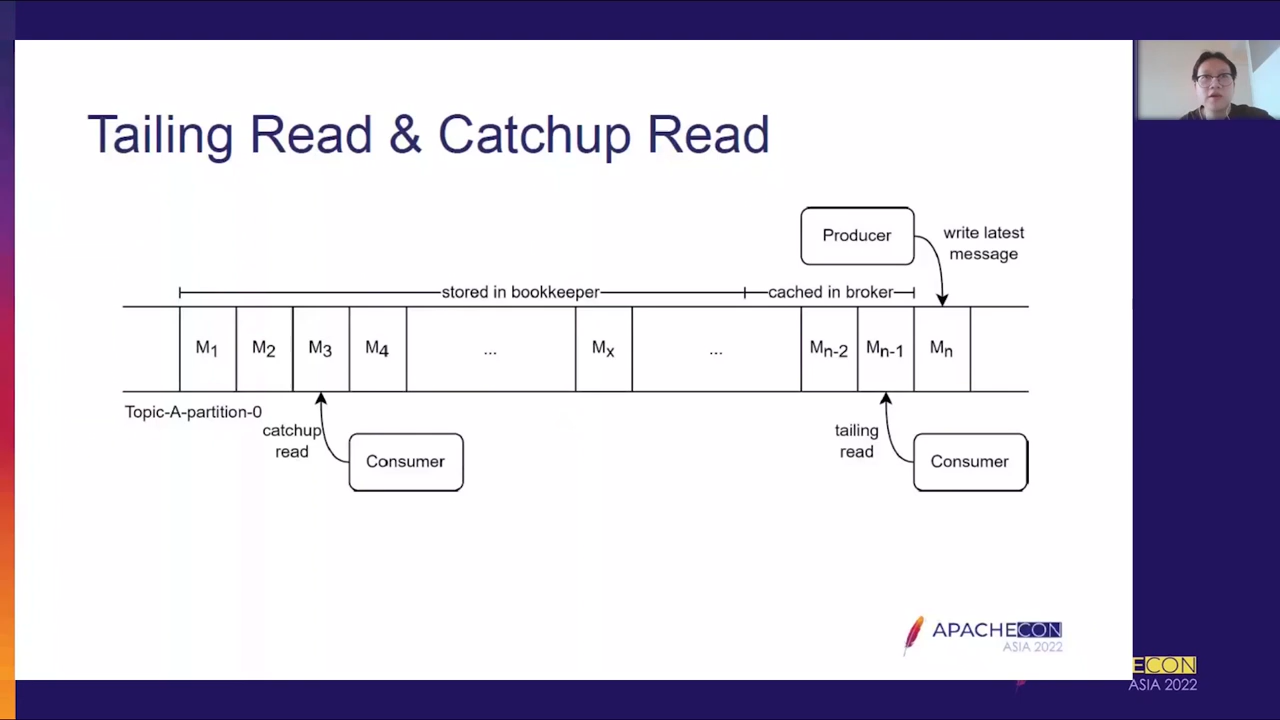 Tailing Read & Catchup Read
Producer
write latest
message
stored in bookkeeper
cached in broker
M1 M2 M3 M4 ... Mx ... Mn-2 Mn-1 Mn
Topic-A-partition-0
catchup
read
Consumer
tailing
read
Consumer
APACHECON
ASIA 2022
ECON
ASIA 2022